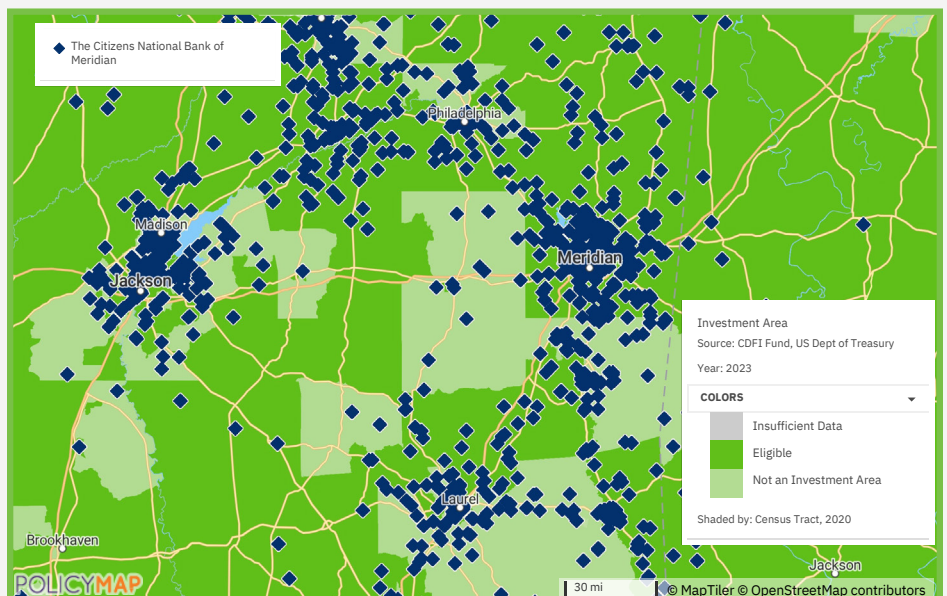 The Citizens National Bank of
Meridian
Philadelphia
Madison
Jackson
Meridian
Investment Area
Source: CDFI Fund, US Dept of Treasury
Year: 2023
COLORS
Insufficient Data
Eligible
Not an Investment Area
Shaded by: Census Tract, 2020
Laurel
Brookhaven
Jackson
POLICYMAP
30 mi
© MapTiler © OpenStreetMap contributors